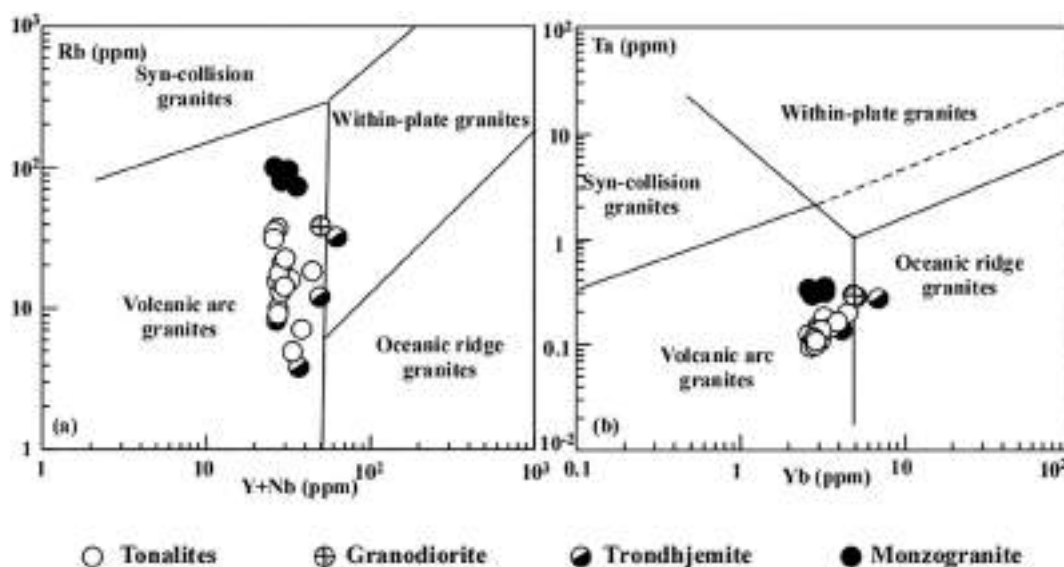 10³
Rb (ppm)
Syn-collision
granites
Within-plate granites
10²
10
Volcanic arc
granites
Oceanic ridge
granites
(a)
1
1
10
10²
10³
Y+Nb (ppm)
10²
Ta (ppm)
Within-plate granites
10
Syn-collision
granites
1
Oceanic ridge
granites
0.1
Volcanic arc
granites
10⁻²
(b)
0.1
1
10
10²
Yb (ppm)
Tonalites
Granodiorite
Trondhjemite
Monzogranite